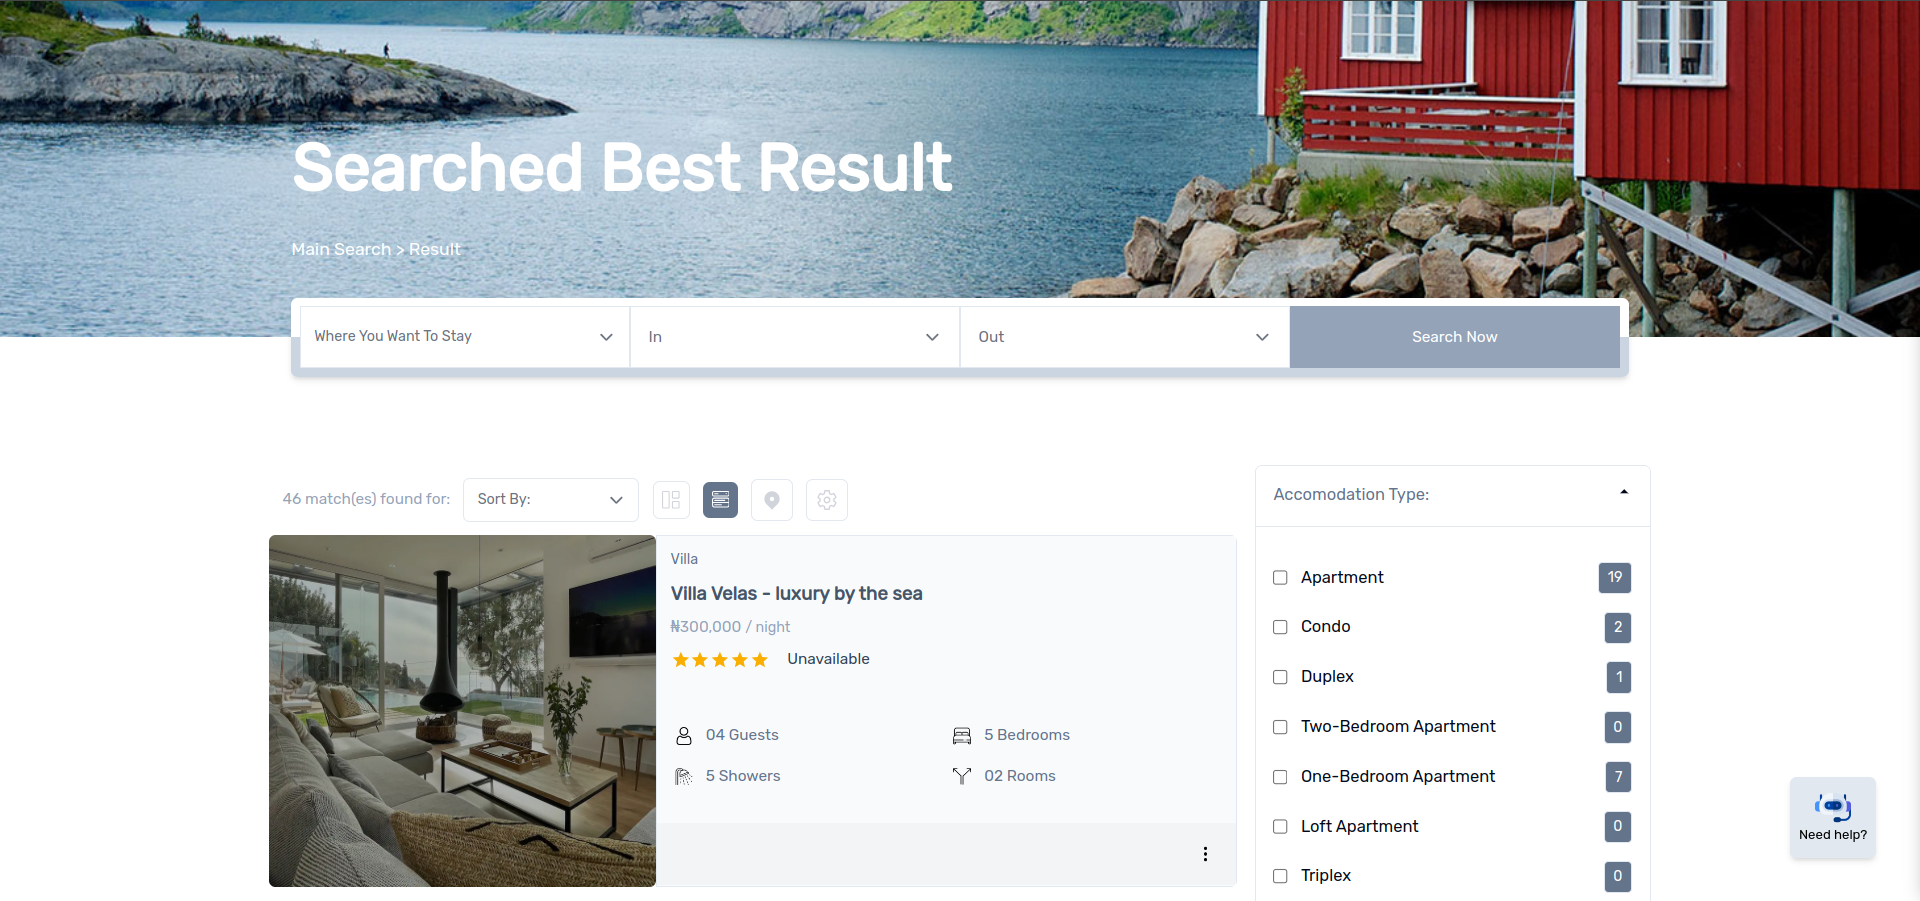 Searched Best Result
Main Search > Result
Where You Want To Stay
In
Out
Search Now
46 match(es) found for:
Sort By:
Villa
Villa Velas - luxury by the sea
₦300,000 / night
Unavailable
04 Guests
5 Bedrooms
5 Showers
02 Rooms
Accomodation Type:
Apartment 19
Condo 2
Duplex 1
Two-Bedroom Apartment 0
One-Bedroom Apartment 7
Loft Apartment 0
Triplex 0
Need help?